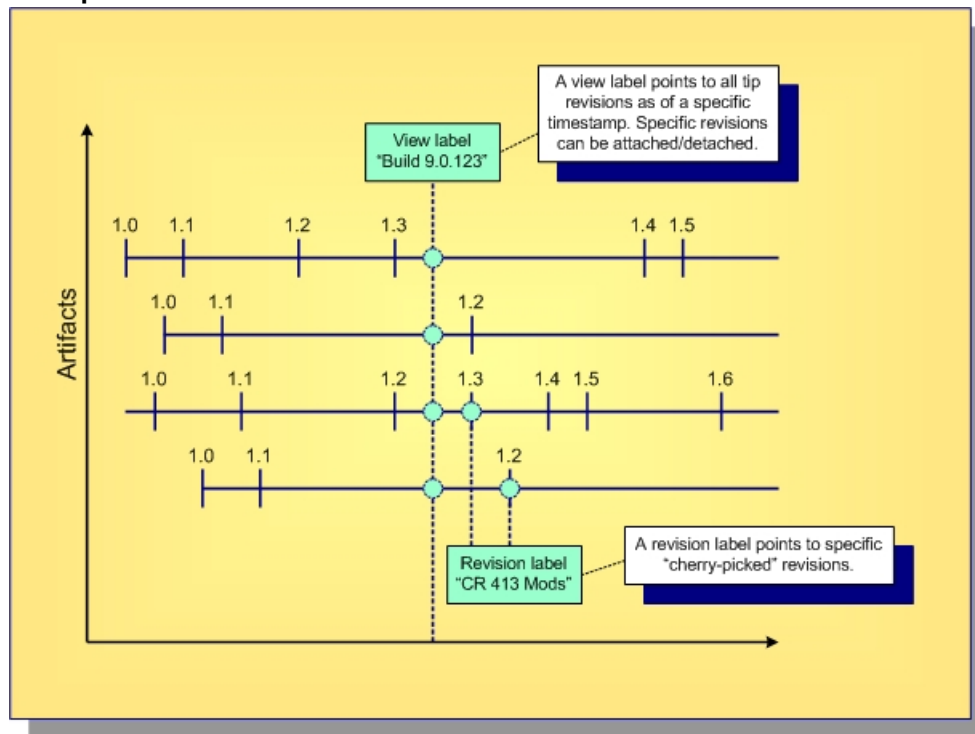 A view label points to all tip
revisions as of a specific
timestamp. Specific revisions
can be attached/detached.
View label
"Build 9.0.123"
1.0 1.1 1.2 1.3 1.4 1.5
1.0 1.1 1.2
Artifacts
1.0 1.1 1.2 1.3 1.4 1.5 1.6
1.0 1.1 1.2
A revision label points to specific
"cherry-picked" revisions.
Revision label
"CR 413 Mods"